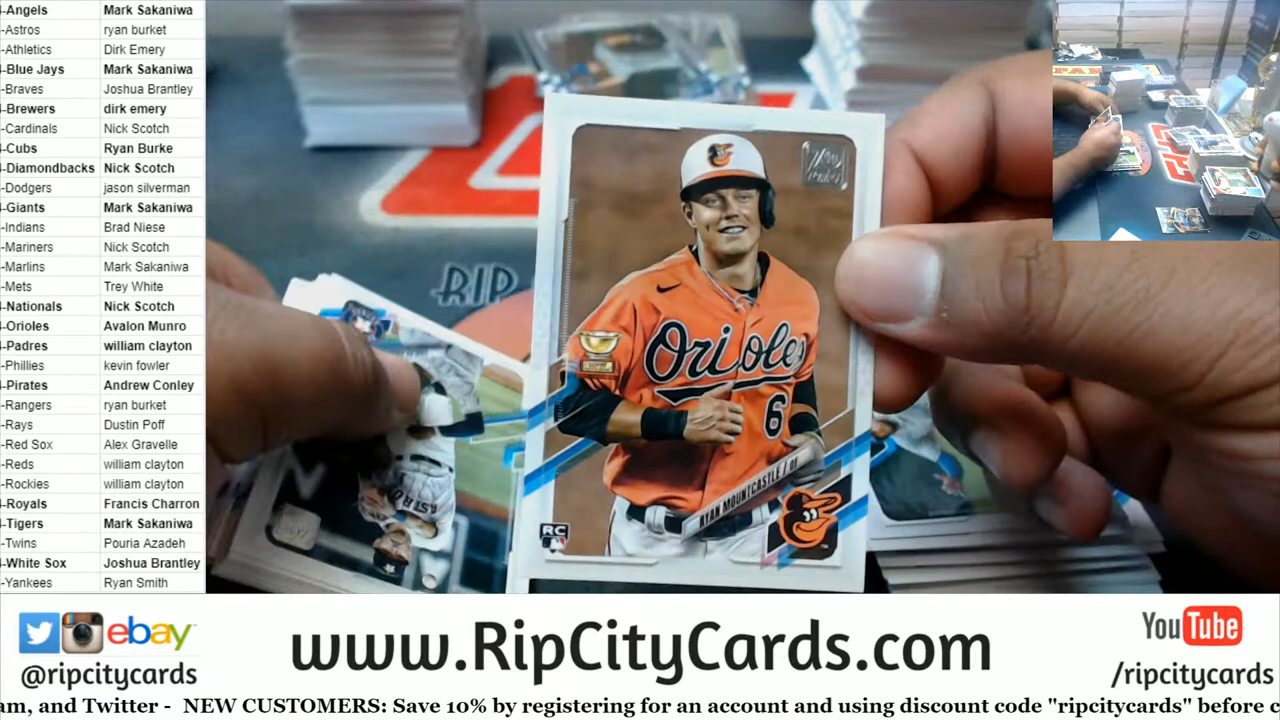 -Angels Mark Sakaniwa
-Astros ryan burket
-Athletics Dirk Emery
-Blue Jays Mark Sakaniwa
-Braves Joshua Brantley
-Brewers dirk emery
-Cardinals Nick Scotch
-Cubs Ryan Burke
-Diamondbacks Nick Scotch
-Dodgers jason silverman
-Giants Mark Sakaniwa
-Indians Brad Niese
-Mariners Nick Scotch
-Marlins Mark Sakaniwa
-Mets Trey White
-Nationals Nick Scotch
-Orioles Avalon Munro
-Padres william clayton
-Phillies kevin fowler
-Pirates Andrew Conley
-Rangers ryan burket
-Rays Dustin Poff
-Red Sox Alex Gravelle
-Reds william clayton
-Rockies william clayton
-Royals Francis Charron
-Tigers Mark Sakaniwa
-Twins Pouria Azadeh
-White Sox Joshua Brantley
-Yankees Ryan Smith
RIP
Orioles
6
RYAN MOUNTCASTLE / OF
RC
ebay
@ripcitycards
www.RipCityCards.com
YouTube
/ripcitycards
am, and Twitter - NEW CUSTOMERS: Save 10% by registering for an account and using discount code "ripcitycards" before c